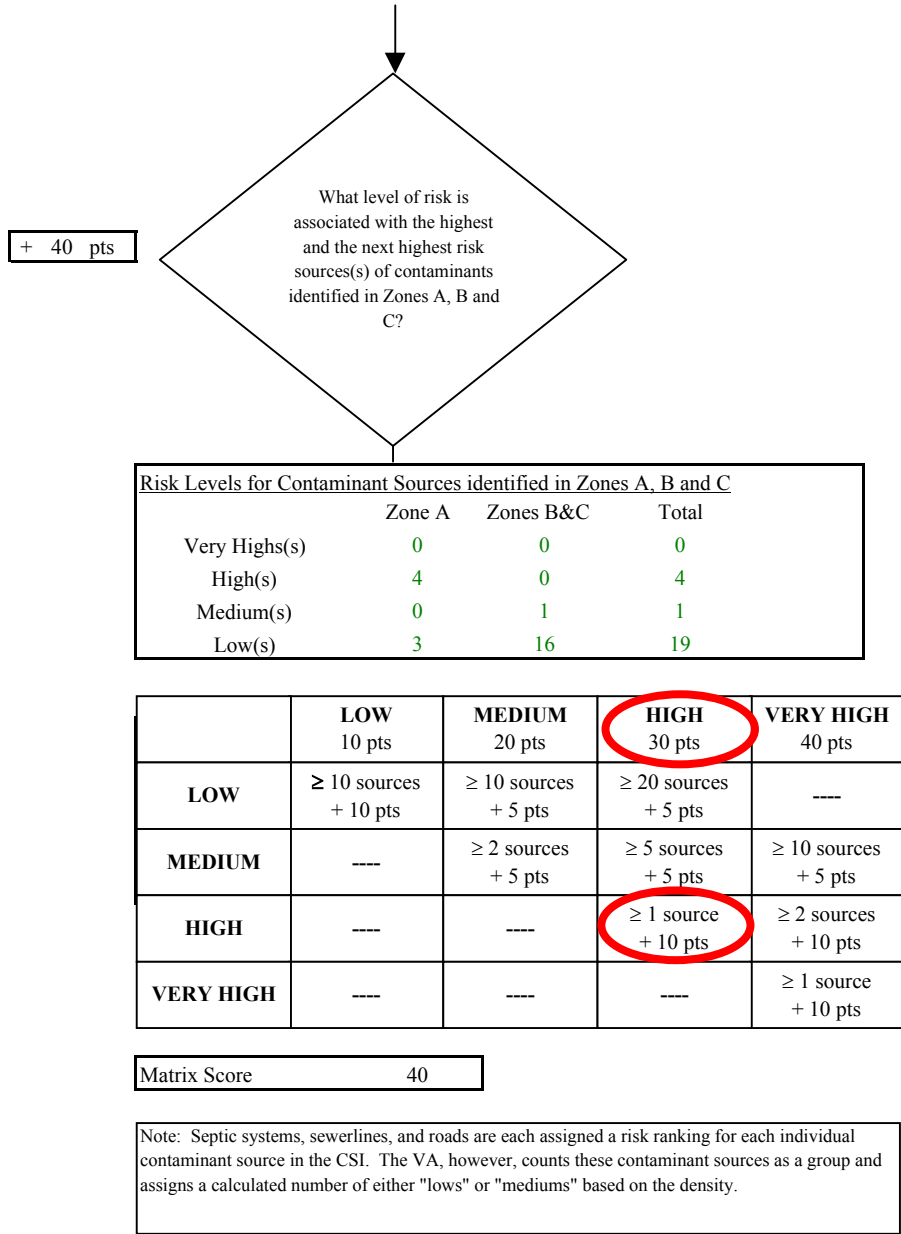 What level of risk is
associated with the highest
and the next highest risk
sources(s) of contaminants
identified in Zones A, B and
C?
+ 40 pts
Risk Levels for Contaminant Sources identified in Zones A, B and C
Zone A Zones B&C Total
Very Highs(s) 0 0 0
High(s) 4 0 4
Medium(s) 0 1 1
Low(s) 3 16 19
LOW MEDIUM HIGH VERY HIGH
10 pts 20 pts 30 pts 40 pts
LOW ≥ 10 sources ≥ 10 sources ≥ 20 sources ----
+ 10 pts + 5 pts + 5 pts
MEDIUM ---- ≥ 2 sources ≥ 5 sources ≥ 10 sources
+ 5 pts + 5 pts + 5 pts
HIGH ---- ---- ≥ 1 source ≥ 2 sources
+ 10 pts + 10 pts
VERY HIGH ---- ---- ---- ≥ 1 source
+ 10 pts
Matrix Score 40
Note: Septic systems, sewerlines, and roads are each assigned a risk ranking for each individual
contaminant source in the CSI. The VA, however, counts these contaminant sources as a group and
assigns a calculated number of either "lows" or "mediums" based on the density.